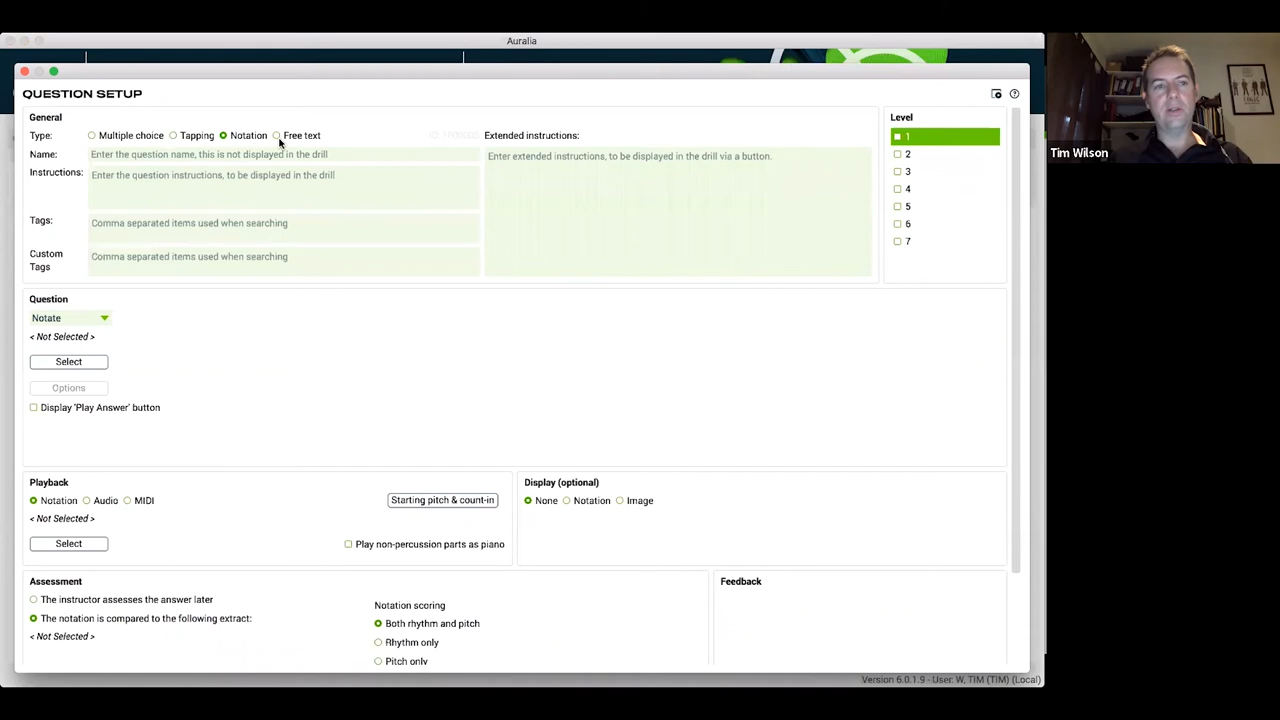 Auralia
QUESTION SETUP
General
Type: Multiple choice Tapping Notation Free text
Extended instructions:
Name: Enter the question name, this is not displayed in the drill
Enter extended instructions, to be displayed in the drill via a button.
Instructions: Enter the question instructions, to be displayed in the drill
Tags: Comma separated items used when searching
Custom Tags Comma separated items used when searching
Level
1
2
3
4
5
6
7
Tim Wilson
Question
Notate
< Not Selected >
Select
Options
Display 'Play Answer' button
Playback
Notation Audio MIDI
Starting pitch & count-in
< Not Selected >
Select
Play non-percussion parts as piano
Display (optional)
None Notation Image
Assessment
The instructor assesses the answer later
The notation is compared to the following extract:
< Not Selected >
Notation scoring
Both rhythm and pitch
Rhythm only
Pitch only
Feedback
Version 6.0.1.9 - User: W, TIM (TIM) (Local)